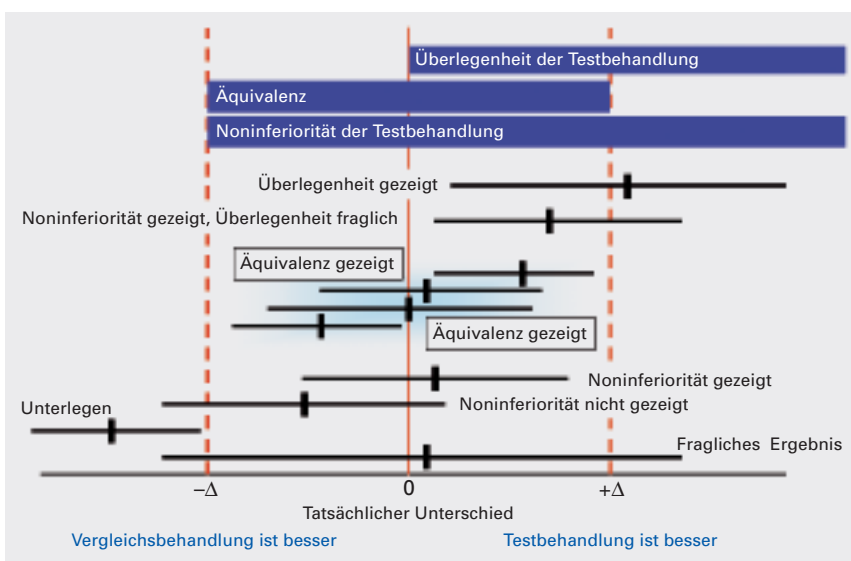 Überlegenheit der Testbehandlung
Äquivalenz
Noninferiorität der Testbehandlung
Überlegenheit gezeigt
Noninferiorität gezeigt, Überlegenheit fraglich
Äquivalenz gezeigt
Äquivalenz gezeigt
Noninferiorität gezeigt
Unterlegen
Noninferiorität nicht gezeigt
Fragliches Ergebnis
–Δ 0 +Δ
Tatsächlicher Unterschied
Vergleichsbehandlung ist besser Testbehandlung ist besser